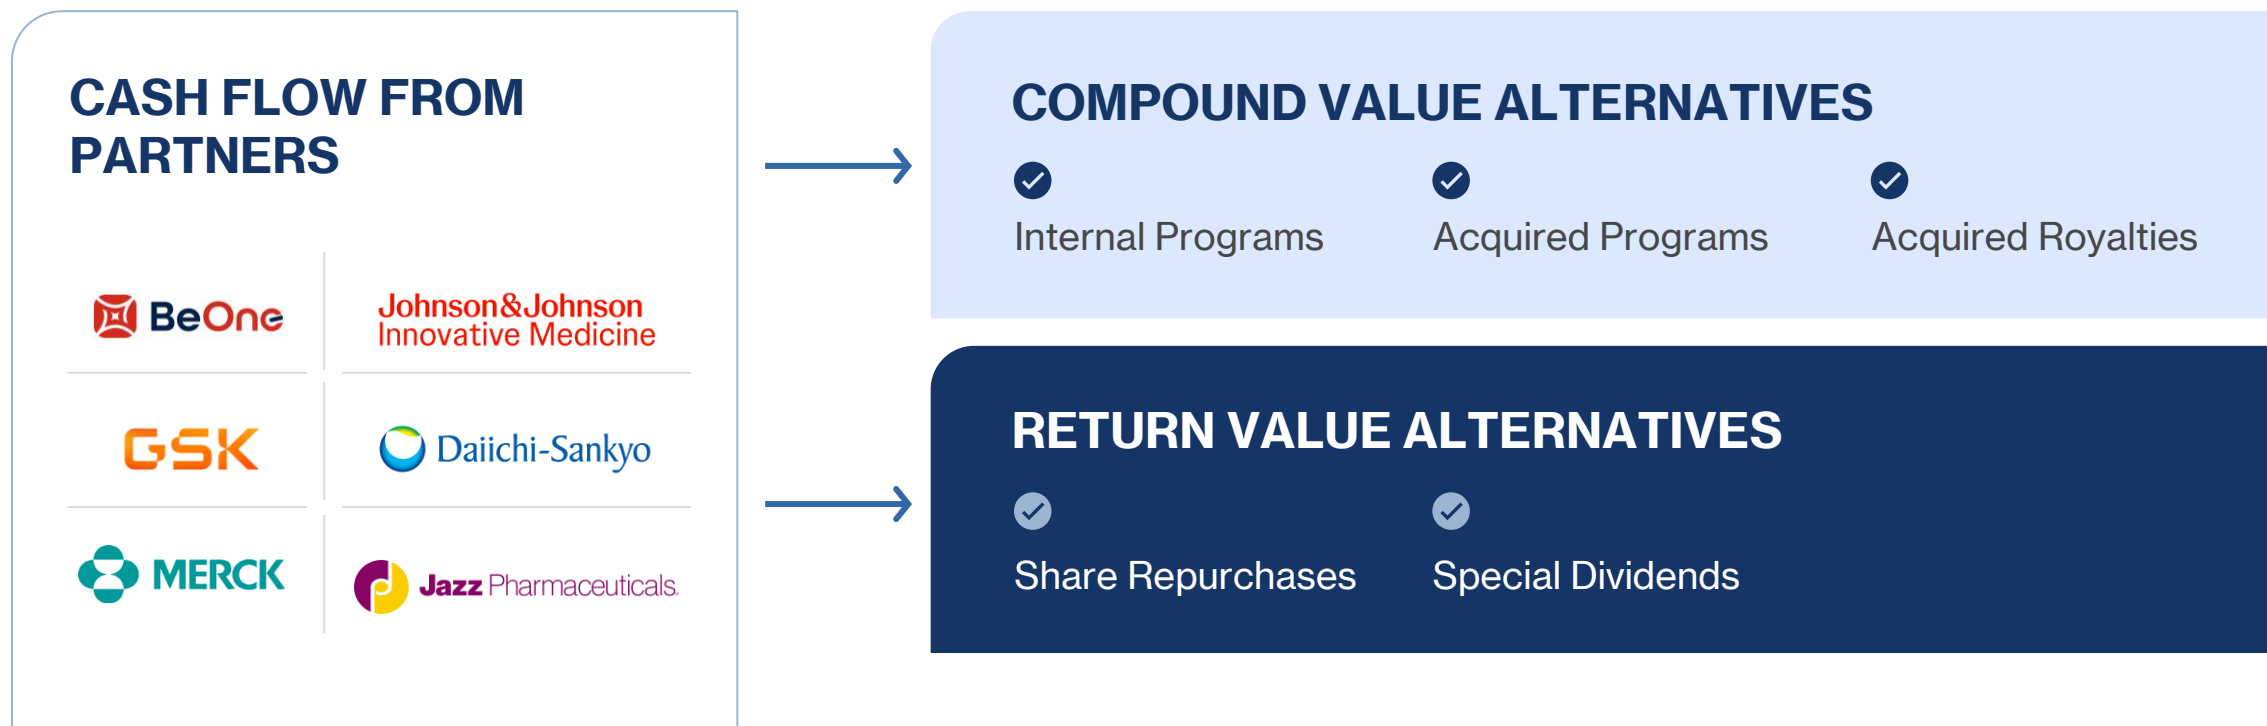 CASH FLOW FROM
PARTNERS
BeOne
Johnson&Johnson
Innovative Medicine
GSK
Daiichi-Sankyo
MERCK
Jazz Pharmaceuticals.
COMPOUND VALUE ALTERNATIVES
Internal Programs
Acquired Programs
Acquired Royalties
RETURN VALUE ALTERNATIVES
Share Repurchases
Special Dividends